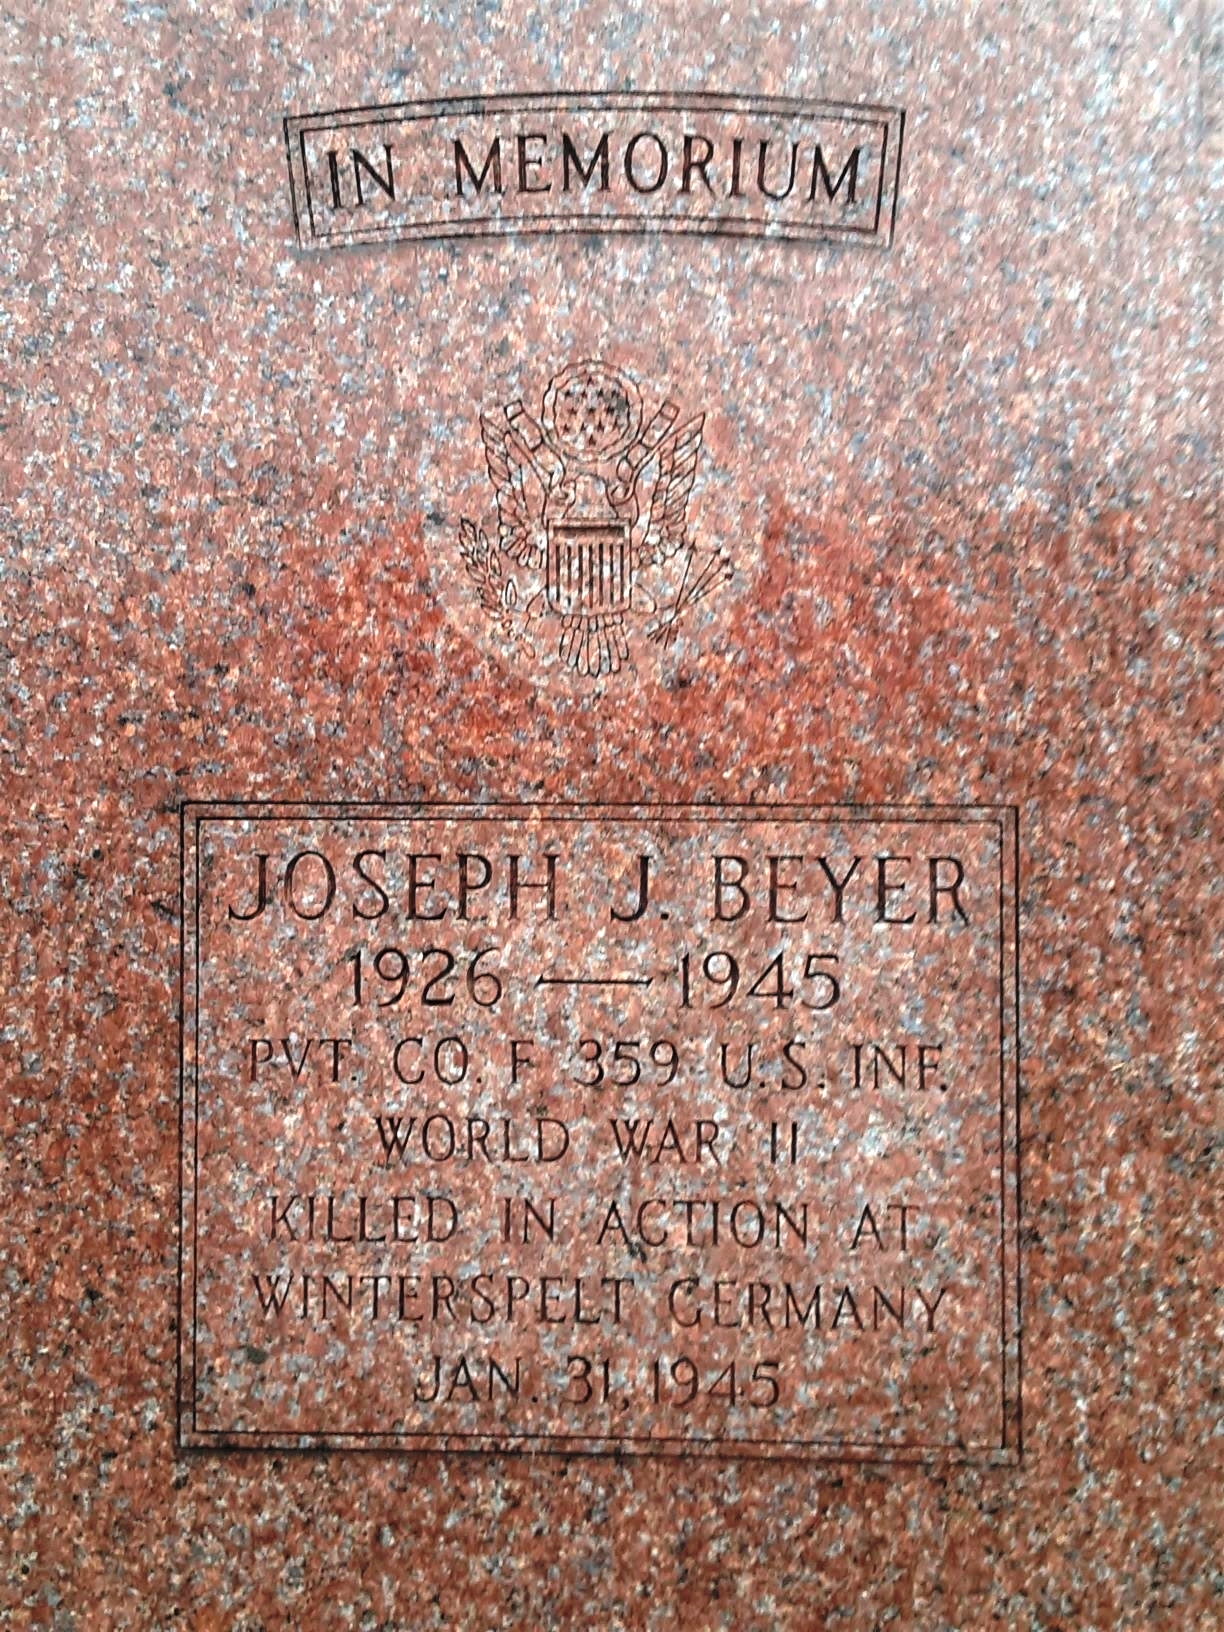 IN MEMORIUM
JOSEPH J. BEYER
1926 — 1945
PVT. CO. F 359 U.S. INF.
WORLD WAR II
KILLED IN ACTION AT
WINTERSPELT GERMANY
JAN. 31, 1945